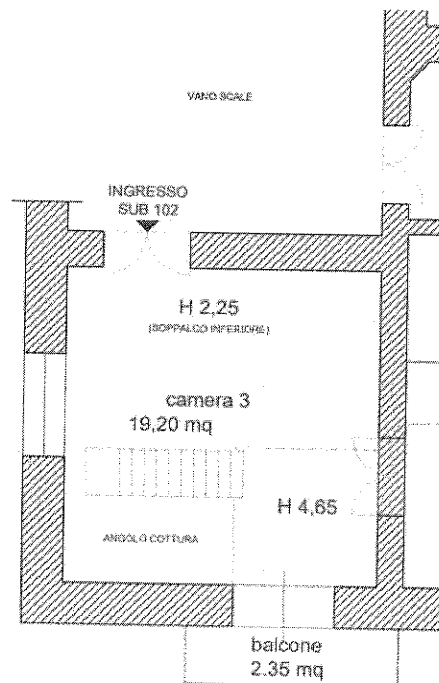 VANO SCALE
INGRESSO
SUB 102
H 2,25
(SOPPALCO INFERIORE)
camera 3
19,20 mq
H 4,65
ANGOLO COTTURA
balcone
2.35 mq